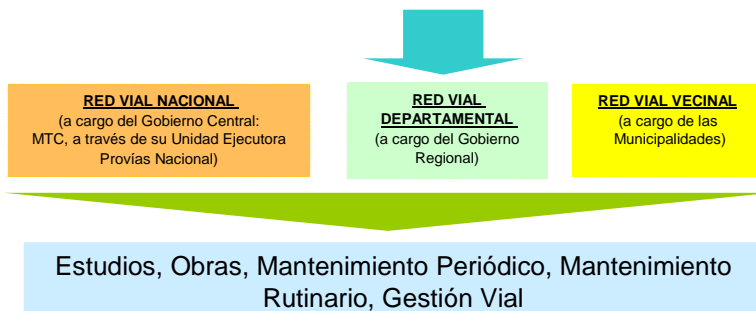 RED VIAL NACIONAL
(a cargo del Gobierno Central:
MTC, a través de su Unidad Ejecutora
Provías Nacional)
RED VIAL
DEPARTAMENTAL
(a cargo del Gobierno
Regional)
RED VIAL VECINAL
(a cargo de las
Municipalidades)
Estudios, Obras, Mantenimiento Periódico, Mantenimiento
Rutinario, Gestión Vial